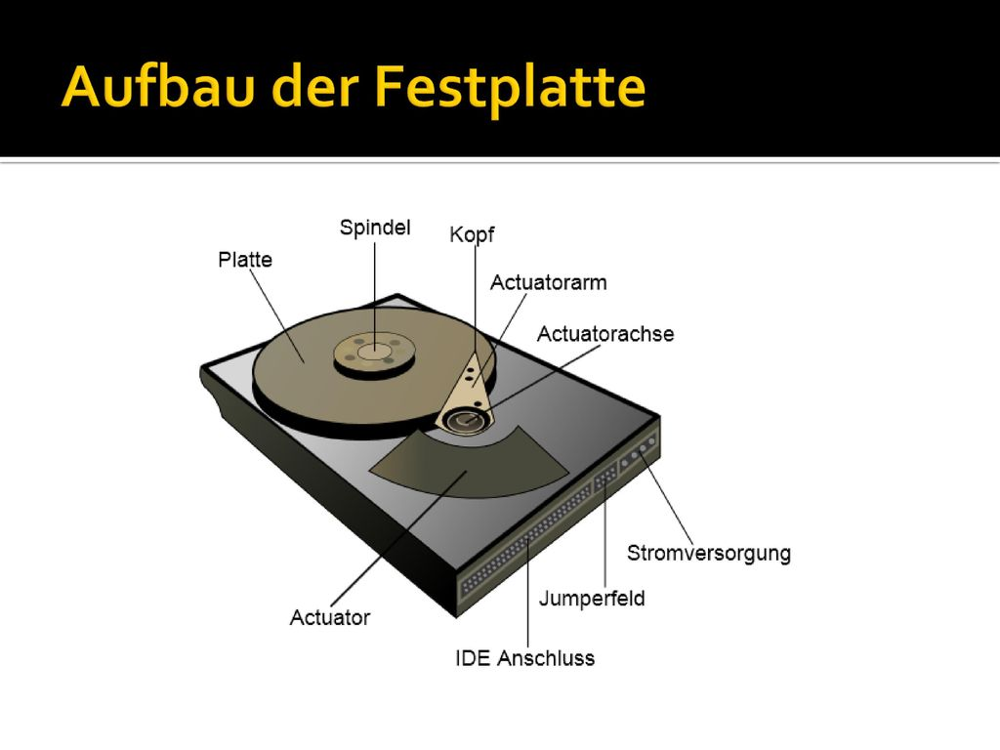 Aufbau der Festplatte
Spindel
Kopf
Platte
Actuatorarm
Actuatorachse
Stromversorgung
Jumperfeld
Actuator
IDE Anschluss